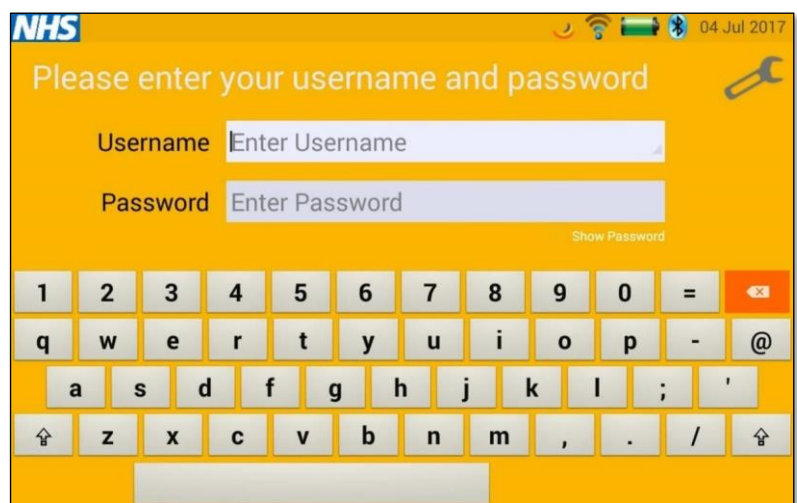 NHS 04 Jul 2017
Please enter your username and password
Username Enter Username
Password Enter Password
Show Password
1 2 3 4 5 6 7 8 9 0 =
q w e r t y u i o p - @
a s d f g h j k l ; '
z x c v b n m , . /